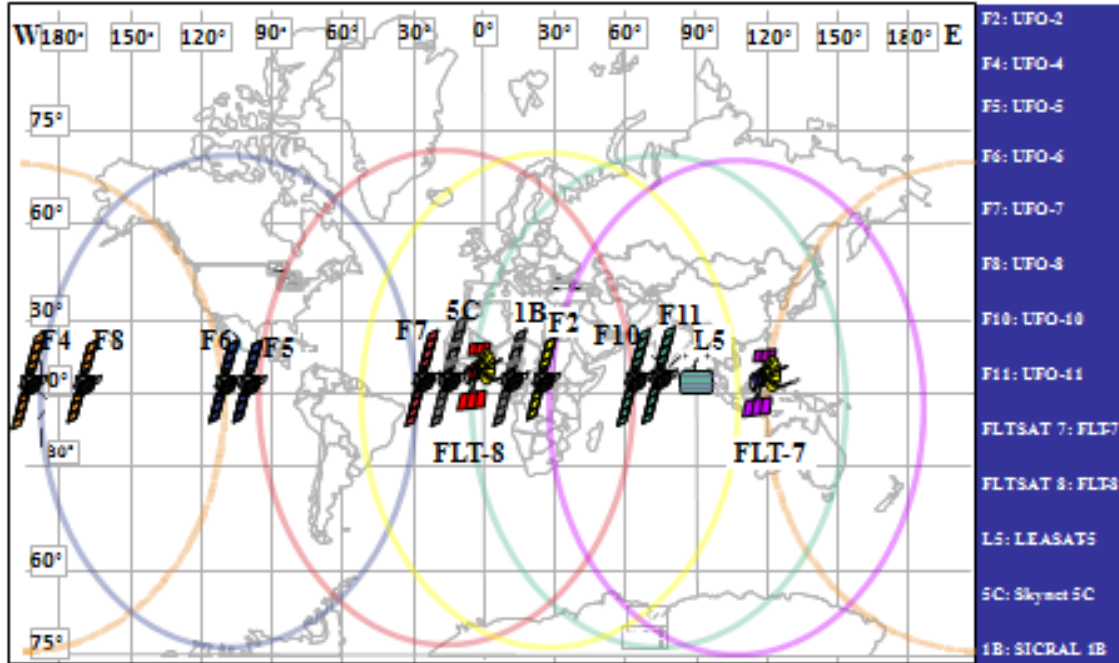 W 180° 150° 120° 90° 60° 30° 0° 30° 60° 90° 120° 150° 180° E
75°
60°
30°
5C 1B F2 F11
F4 F8 F6 F5 F7 F10 L5
0°
FLT-8 FLT-7
30°
60°
75°
F2: UFO-2
F4: UFO-4
F5: UFO-5
F6: UFO-6
F7: UFO-7
F8: UFO-8
F10: UFO-10
F11: UFO-11
FLTSAT 7: FLT-7
FLTSAT 8: FLT-8
L5: LEASAT-5
5C: Skynet 5C
1B: SICRAL 1B